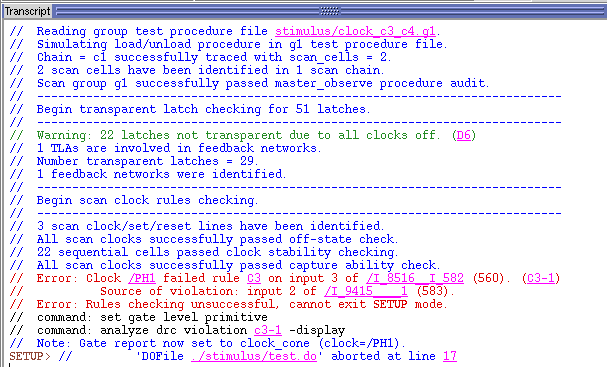 Transcript
// Reading group test procedure file stimulus/clock_c3_c4.g1.
// Simulating load/unload procedure in g1 test procedure file.
// Chain = c1 successfully traced with scan_cells = 2.
// 2 scan cells have been identified in 1 scan chain.
// Scan group g1 successfully passed master_observe procedure audit.
// ---------------------------------------------------------------------------
// Begin transparent latch checking for 51 latches.
// ---------------------------------------------------------------------------
// Warning: 22 latches not transparent due to all clocks off. (D6)
// 1 TLAs are involved in feedback networks.
// Number transparent latches = 29.
// 1 feedback networks were identified.
// ---------------------------------------------------------------------------
// Begin scan clock rules checking.
// ---------------------------------------------------------------------------
// 3 scan clock/set/reset lines have been identified.
// All scan clocks successfully passed off-state check.
// 22 sequential cells passed clock stability checking.
// All scan clocks successfully passed capture ability check.
// Error: Clock /PH1 failed rule c3 on input 3 of /I_8516__I_582 (560). (c3-1)
// Source of violation: input 2 of /I_9415____1 (583).
// Error: Rules checking unsuccessful, cannot exit SETUP mode.
// command: set gate level primitive
// command: analyze drc violation c3-1 -display
// Note: Gate report now set to clock_cone (clock=/PH1).
SETUP> // 'DOFile ./stimulus/test.do' aborted at line 17